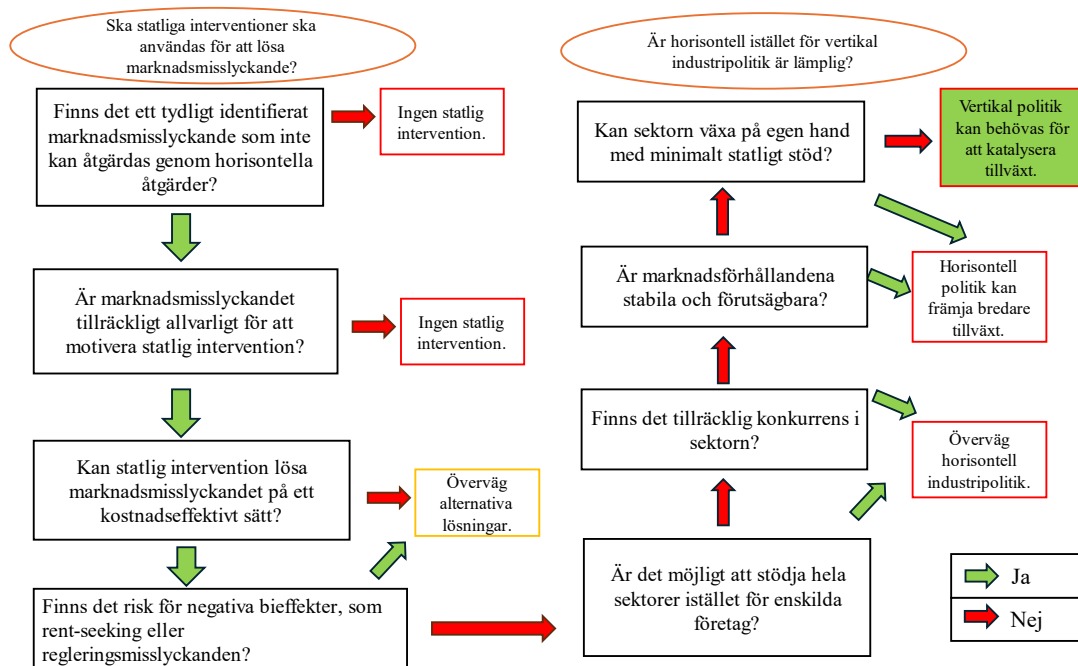 Ska statliga interventioner ska
användas för att lösa
marknadsmisslyckande?
Finns det ett tydligt identifierat
marknadsmisslyckande som inte
kan åtgärdas genom horisontella
åtgärder?
Ingen statlig
intervention.
Är marknadsmisslyckandet
tillräckligt allvarligt för att
motivera statlig intervention?
Ingen statlig
intervention.
Kan statlig intervention lösa
marknadsmisslyckandet på ett
kostnadseffektivt sätt?
Överväg
alternativa
lösningar.
Finns det risk för negativa bieffekter, som
rent-seeking eller
regleringsmisslyckanden?
Är horisontell istället för vertikal
industripolitik är lämplig?
Kan sektorn växa på egen hand
med minimalt statligt stöd?
Vertikal politik
kan behövas för
att katalysera
tillväxt.
Är marknadsförhållandena
stabila och förutsägbara?
Horisontell
politik kan
främja bredare
tillväxt.
Finns det tillräcklig konkurrens i
sektorn?
Överväg
horisontell
industripolitik.
Är det möjligt att stödja hela
sektorer istället för enskilda
företag?
Ja
Nej